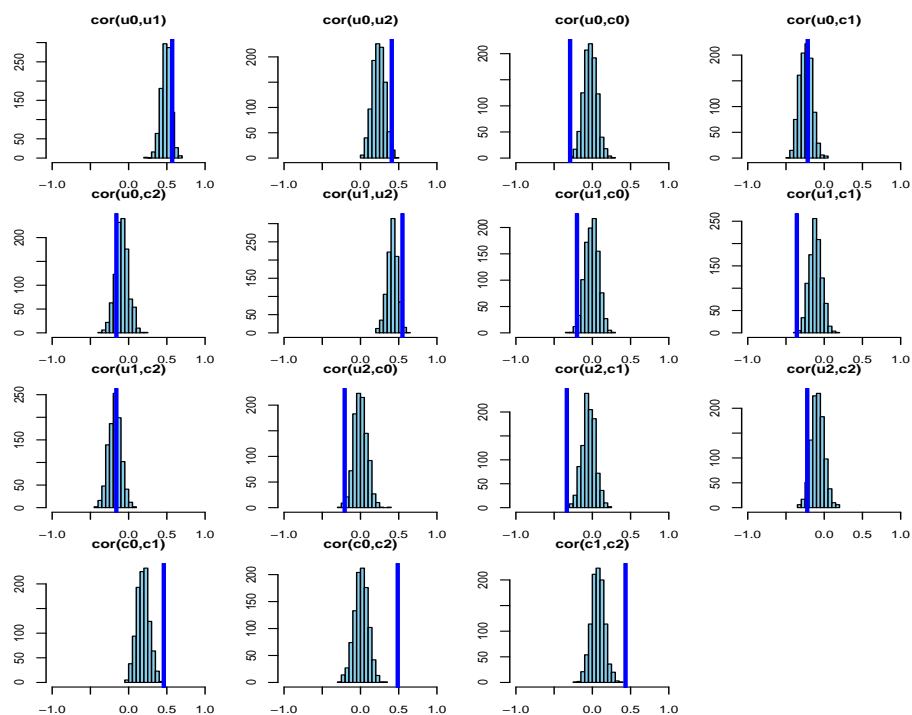 cor(u0,u1)
0 50 150 250
−1.0 0.0 0.5 1.0
cor(u0,u2)
0 50 100 200
−1.0 0.0 0.5 1.0
cor(u0,c0)
0 50 100 200
−1.0 0.0 0.5 1.0
cor(u0,c1)
0 50 100 200
−1.0 0.0 0.5 1.0
cor(u0,c2)
0 50 100 200
−1.0 0.0 0.5 1.0
cor(u1,u2)
0 50 150 250
−1.0 0.0 0.5 1.0
cor(u1,c0)
0 50 100 200
−1.0 0.0 0.5 1.0
cor(u1,c1)
0 50 150 250
−1.0 0.0 0.5 1.0
cor(u1,c2)
0 50 150 250
−1.0 0.0 0.5 1.0
cor(u2,c0)
0 50 100 200
−1.0 0.0 0.5 1.0
cor(u2,c1)
0 50 100 200
−1.0 0.0 0.5 1.0
cor(u2,c2)
0 50 100 200
−1.0 0.0 0.5 1.0
cor(c0,c1)
0 50 100 200
−1.0 0.0 0.5 1.0
cor(c0,c2)
0 50 100 200
−1.0 0.0 0.5 1.0
cor(c1,c2)
0 50 100 200
−1.0 0.0 0.5 1.0